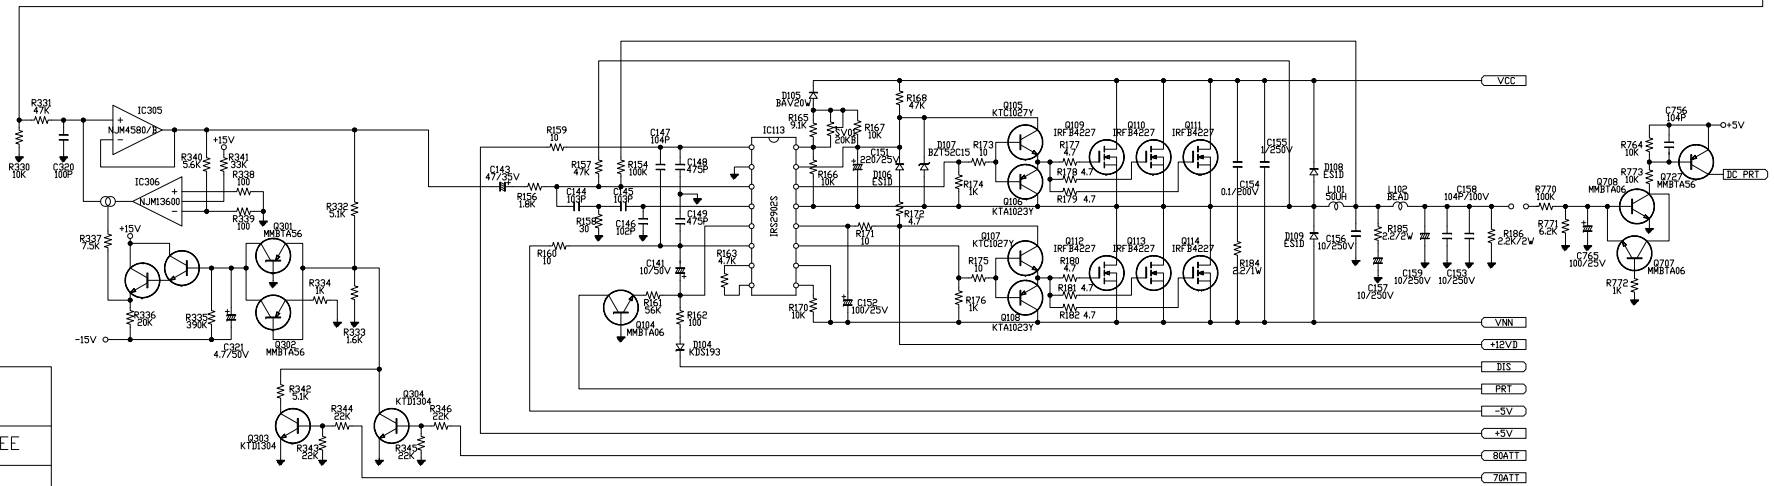 R331
47K
R330
10K
C320
100P
IC305
+
NJM4580/B
-
+15V
R340
5.6K
R341
33K
R338
100
IC306
+
NJM13600
-
R339
100
R337
7.5K
+15V
R336
20K
-15V
R335
390K
C321
4.7/50V
Q301
MMBTA56
Q302
MMBTA56
R334
1K
R332
5.1K
R333
1.6K
R342
5.1K
Q303
KTD1304
R344
22K
R343
22K
Q304
KTD1304
R346
22K
R345
22K
EE
C143
47/35V
R156
1.8K
R159
10
R157
47K
R154
100K
C144
103P
C145
103P
R158
30
C146
102P
R160
10
C147
104P
C148
475P
C149
475P
C141
10/50V
R161
56K
Q104
MMBTA06
R162
100
D104
KDS193
R163
4.7K
IC113
IRS2902S
D105
BAV20W
R165
9.1K
20KB
R167
10K
R166
10K
C151
220/25V
R168
47K
D107
BZT52C15
D106
ES1D
R172
4.7
R171
10
C152
100/25V
R170
10K
R173
10
R174
1K
R175
10
R176
1K
Q105
KTC1027Y
Q106
KTA1023Y
Q107
KTC1027Y
Q108
KTA1023Y
R177
4.7
R178 4.7
R179 4.7
R180
4.7
R181 4.7
R182 4.7
Q109
IRFB4227
Q110
IRFB4227
Q111
IRFB4227
Q112
IRFB4227
Q113
IRFB4227
Q114
IRFB4227
C154
0.1/200V
C155
1/250V
R184
2.2/1W
D108
ES1D
D109
ES1D
L101
50UH
C156
10/250V
L102
BEAD
R185
2.2/2W
C157
10/250V
C159
10/250V
C158
104P/100V
C153
10/250V
R186
2.2K/2W
R770
100K
R771
6.2K
C765
100/25V
Q708
MMBTA06
Q707
MMBTA06
R772
1K
R764
10K
R773
10K
C756
104P
+5V
Q727
MMBTA56
DC PRT
VCC
VNN
+12VD
DIS
PRT
-5V
+5V
80ATT
70ATT